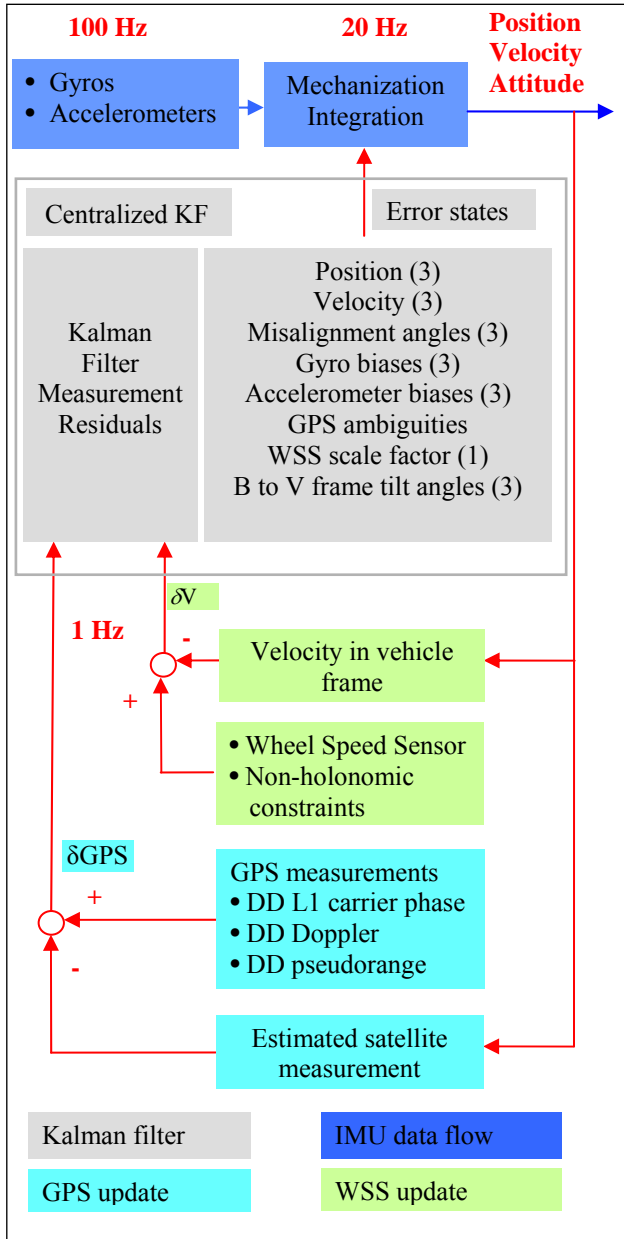 100 Hz
20 Hz
Position
Velocity
Attitude
• Gyros
• Accelerometers
Mechanization
Integration
Centralized KF
Error states
Kalman
Filter
Measurement
Residuals
Position (3)
Velocity (3)
Misalignment angles (3)
Gyro biases (3)
Accelerometer biases (3)
GPS ambiguities
WSS scale factor (1)
B to V frame tilt angles (3)
δV
1 Hz
-
+
Velocity in vehicle
frame
• Wheel Speed Sensor
• Non-holonomic
constraints
δGPS
+
-
GPS measurements
• DD L1 carrier phase
• DD Doppler
• DD pseudorange
Estimated satellite
measurement
Kalman filter
IMU data flow
GPS update
WSS update